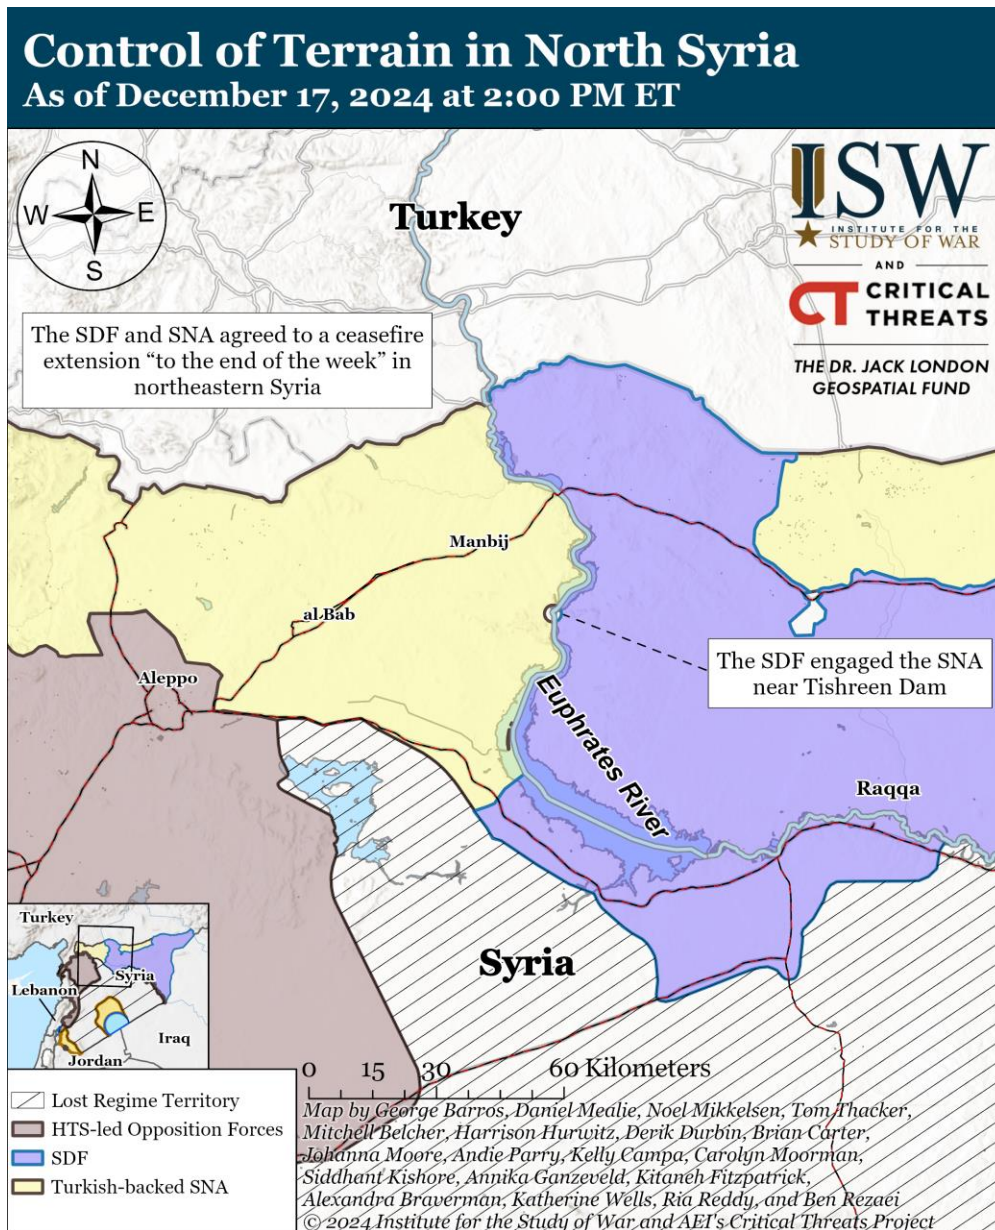 Control of Terrain in North Syria
As of December 17, 2024 at 2:00 PM ET
N
W E
S
Turkey
ISW
INSTITUTE FOR THE
STUDY OF WAR
AND
CT CRITICAL
THREATS
THE DR. JACK LONDON
GEOSPATIAL FUND
The SDF and SNA agreed to a ceasefire
extension “to the end of the week” in
northeastern Syria
Manbij
al Bab
Aleppo
The SDF engaged the SNA
near Tishreen Dam
Euphrates River
Raqqa
Syria
Turkey
Syria
Lebanon
Iraq
Jordan
0 15 30 60 Kilometers
Lost Regime Territory
HTS-led Opposition Forces
SDF
Turkish-backed SNA
Map by George Barros, Daniel Mealie, Noel Mikkelsen, Tom Thacker,
Mitchell Belcher, Harrison Hurwitz, Derik Durbin, Brian Carter,
Johanna Moore, Andie Parry, Kelly Campa, Carolyn Moorman,
Siddhant Kishore, Annika Ganzeveld, Kitaneh Fitzpatrick,
Alexandra Braverman, Katherine Wells, Ria Reddy, and Ben Rezaei
© 2024 Institute for the Study of War and AEI's Critical Threats Project